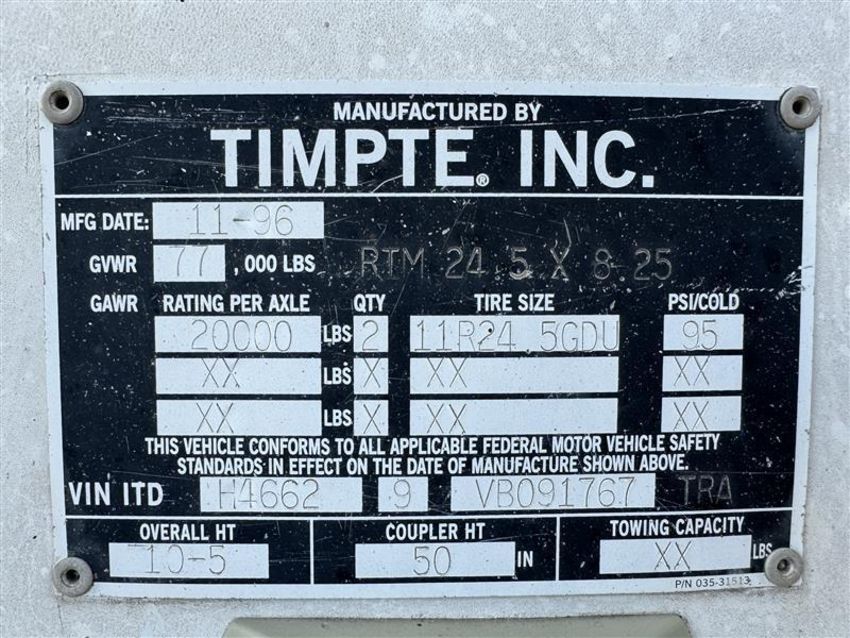 MANUFACTURED BY
TIMPTE® INC.
MFG DATE: 11-96
GVWR 77 ,000 LBS RTM 24.5 X 8.25
GAWR RATING PER AXLE QTY TIRE SIZE PSI/COLD
20000 LBS 2 11R24.5GDU 95
XX LBS X XX XX
XX LBS X XX XX
THIS VEHICLE CONFORMS TO ALL APPLICABLE FEDERAL MOTOR VEHICLE SAFETY
STANDARDS IN EFFECT ON THE DATE OF MANUFACTURE SHOWN ABOVE.
VIN ITD H4662 9 VB091767 TRA
OVERALL HT COUPLER HT TOWING CAPACITY
10-5 50 IN XX LBS
P/N 035-31513